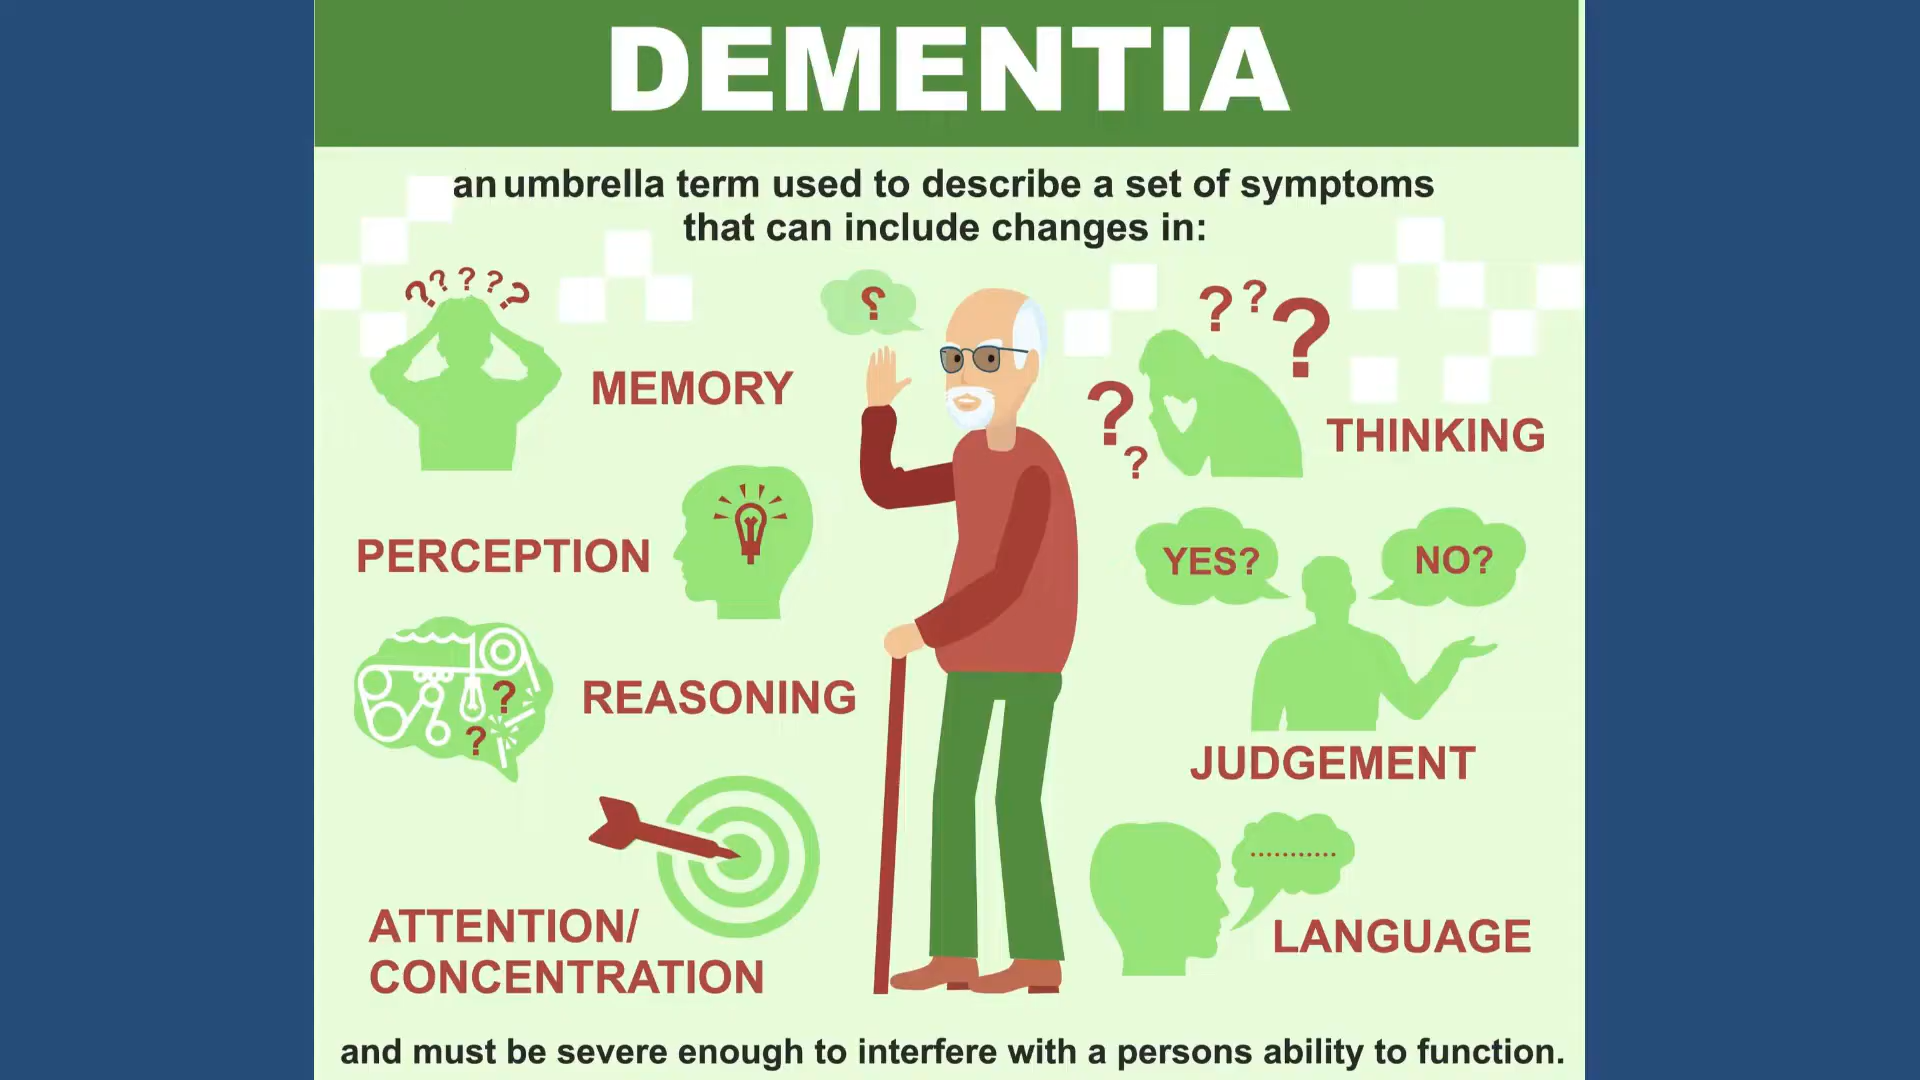 DEMENTIA
an umbrella term used to describe a set of symptoms
that can include changes in:
? ? ? ? ?
?
? ? ?
MEMORY
? ?
THINKING
PERCEPTION
YES?
NO?
REASONING
?
?
JUDGEMENT
...........
ATTENTION/
CONCENTRATION
LANGUAGE
and must be severe enough to interfere with a persons ability to function.